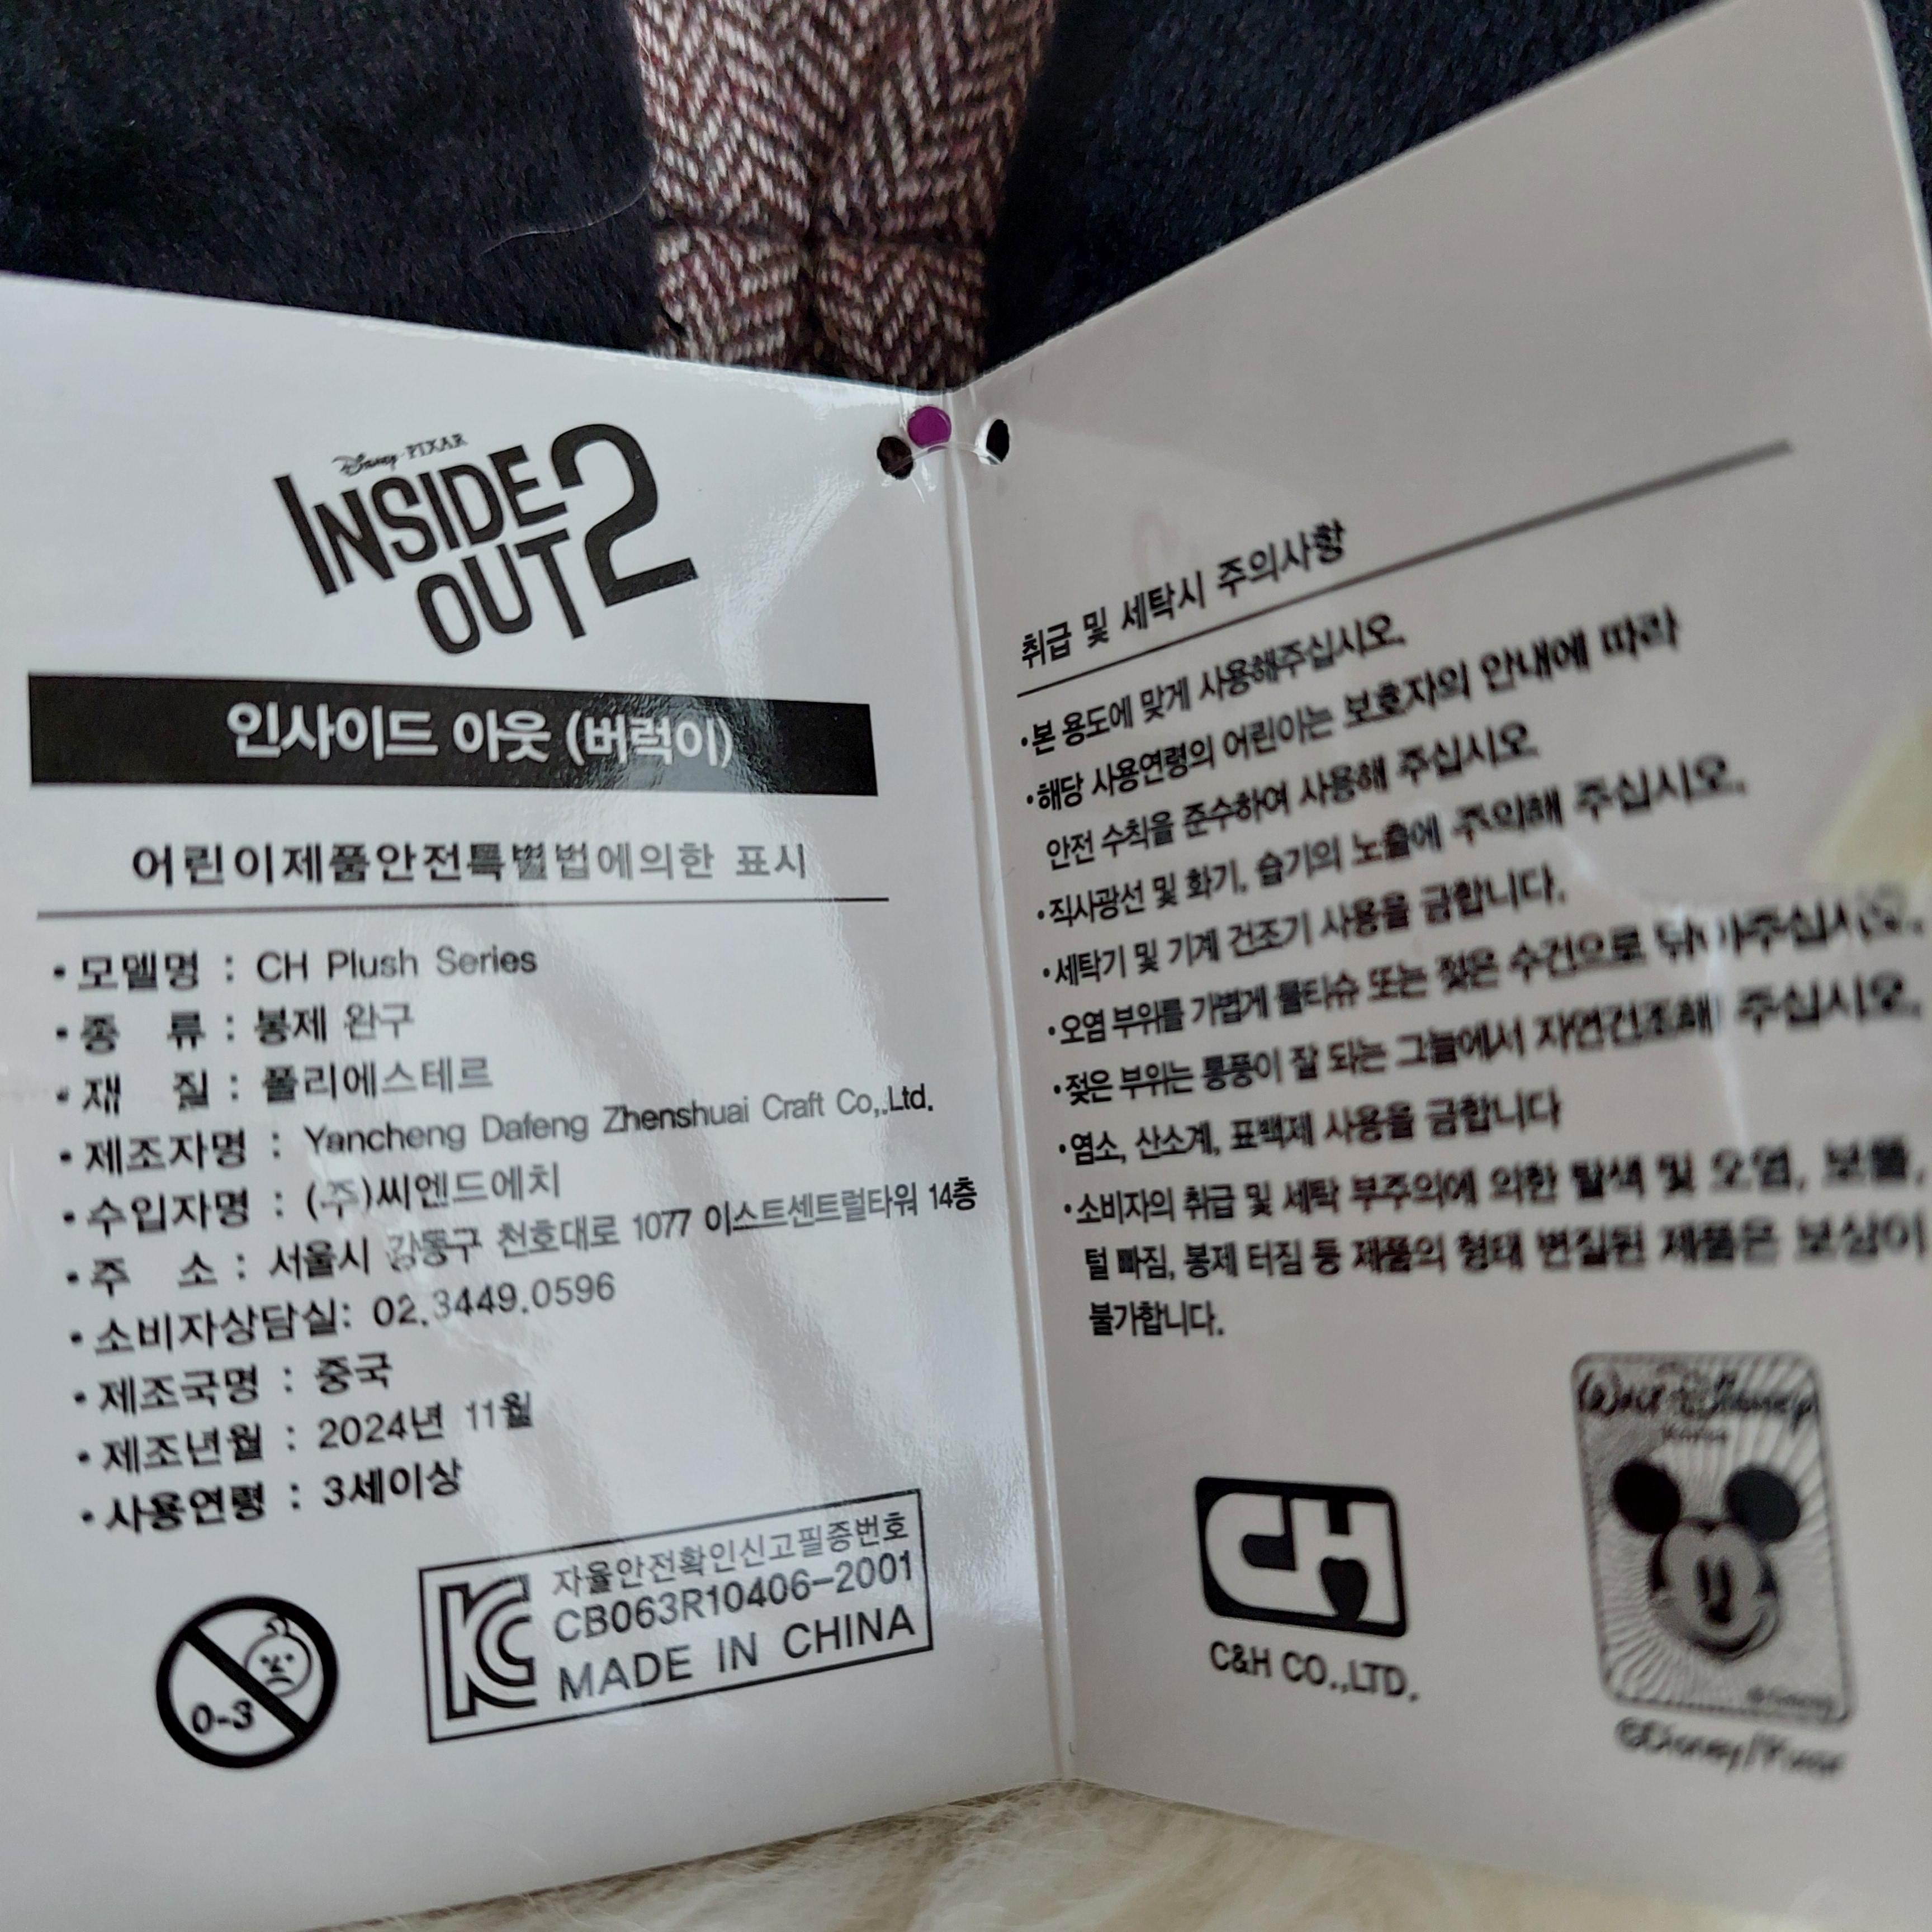 Disney·PIXAR
INSIDE
OUT 2
인사이드 아웃 (버럭이)
어린이제품안전특별법에의한 표시
•모델명 : CH Plush Series
•종 류 : 봉제 완구
•재 질 : 폴리에스테르
•제조자명 : Yancheng Dafeng Zhenshuai Craft Co,.Ltd.
•수입자명 : (주)씨엔드에치
•주 소 : 서울시 강동구 천호대로 1077 이스트센트럴타워 14층
•소비자상담실: 02.3449.0596
•제조국명 : 중국
•제조년월 : 2024년 11월
•사용연령 : 3세이상
0-3
자율안전확인신고필증번호
CB063R10406-2001
MADE IN CHINA
취급 및 세탁시 주의사항
•본 용도에 맞게 사용해주십시오.
•해당 사용연령의 어린아는 보호자의 안내에 따라
안전 수칙을 준수하여 사용해 주십시오
•직사광선 및 화기, 습기의 노출에 주의해 주십시오.
•세탁기 및 기계 건조기 사용을 금합니다.
•오염 부위를 가볍게 물티슈 또는 젖은 수건으로 닦아주십시오.
•젖은 부위는 통풍이 잘 되는 그늘에서 자연건조해 주십시오.
•염소, 산소계, 표백제 사용을 금합니다
•소비자의 취급 및 세탁 부주의에 의한 탈색 및 오염, 보풀,
털 빠짐, 봉제 터짐 등 제품의 형태 변질된 제품은 보상이
불가합니다.
CH
C&H CO.,LTD.
Walt Disney
Korea
©Disney
©Disney/Pixar